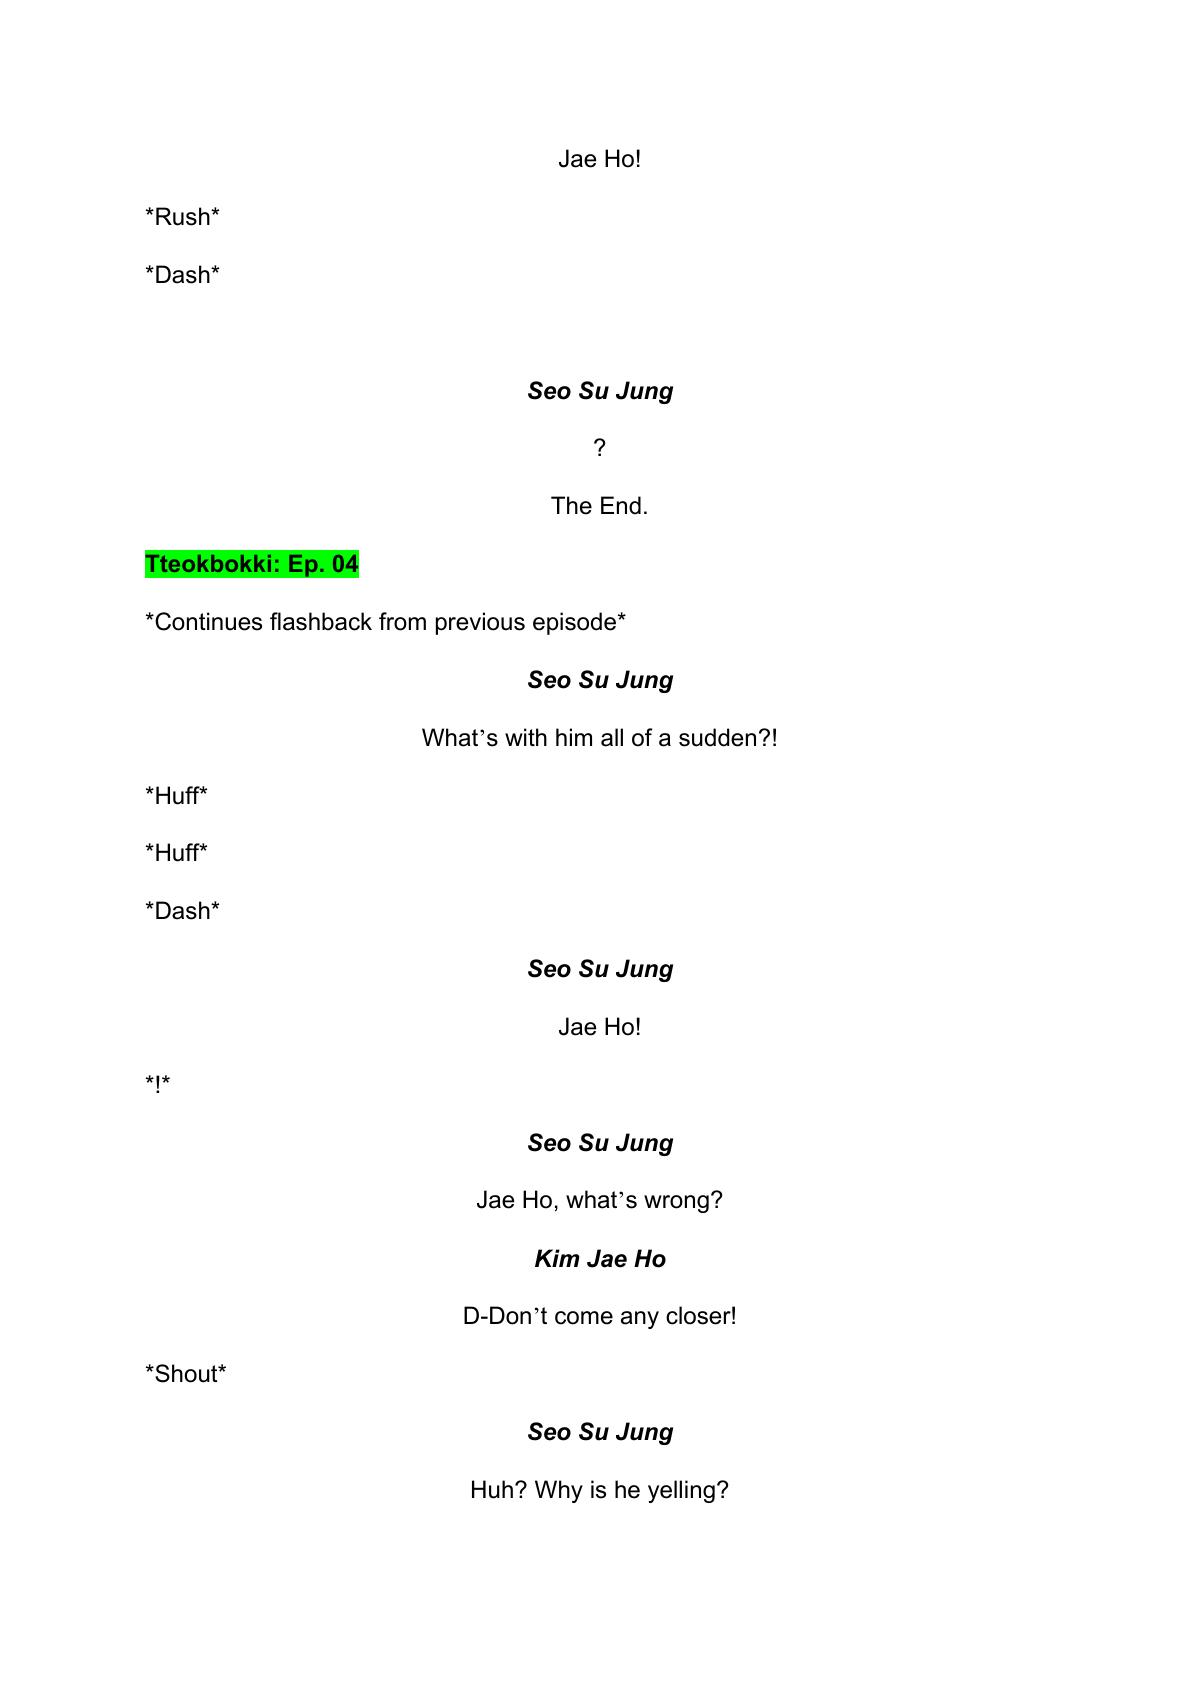 Jae Ho!
*Rush*
*Dash*
Seo Su Jung
?
The End.
Tteokbokki: Ep. 04
*Continues flashback from previous episode*
Seo Su Jung
What’s with him all of a sudden?!
*Huff*
*Huff*
*Dash*
Seo Su Jung
Jae Ho!
*!*
Seo Su Jung
Jae Ho, what’s wrong?
Kim Jae Ho
D-Don’t come any closer!
*Shout*
Seo Su Jung
Huh? Why is he yelling?